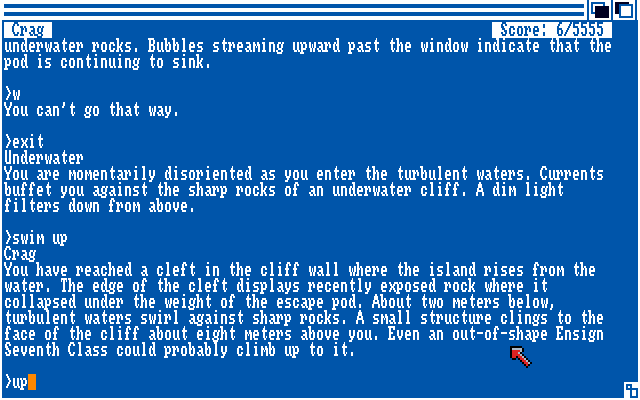 Crag Score: 6/5555
underwater rocks. Bubbles streaming upward past the window indicate that the
pod is continuing to sink.
>w
You can't go that way.
>exit
Underwater
You are momentarily disoriented as you enter the turbulent waters. Currents
buffet you against the sharp rocks of an underwater cliff. A dim light
filters down from above.
>swim up
Crag
You have reached a cleft in the cliff wall where the island rises from the
water. The edge of the cleft displays recently exposed rock where it
collapsed under the weight of the escape pod. About two meters below,
turbulent waters swirl against sharp rocks. A small structure clings to the
face of the cliff about eight meters above you. Even an out-of-shape Ensign
Seventh Class could probably climb up to it.
>up